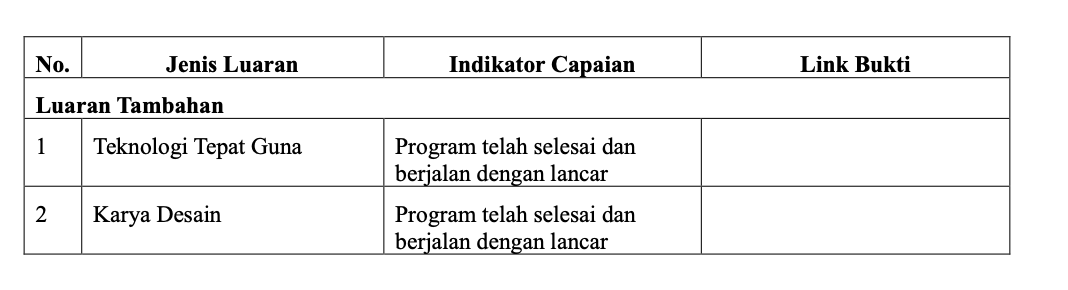 No. Jenis Luaran Indikator Capaian Link Bukti
Luaran Tambahan
1 Teknologi Tepat Guna Program telah selesai dan
berjalan dengan lancar
2 Karya Desain Program telah selesai dan
berjalan dengan lancar